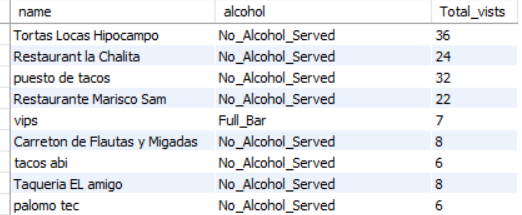 name alcohol Total_vists
Tortas Locas Hipocampo No_Alcohol_Served 36
Restaurant la Chalita No_Alcohol_Served 24
puesto de tacos No_Alcohol_Served 32
Restaurante Marisco Sam No_Alcohol_Served 22
vips Full_Bar 7
Carreton de Flautas y Migadas No_Alcohol_Served 8
tacos abi No_Alcohol_Served 6
Taqueria EL amigo No_Alcohol_Served 8
palomo tec No_Alcohol_Served 6